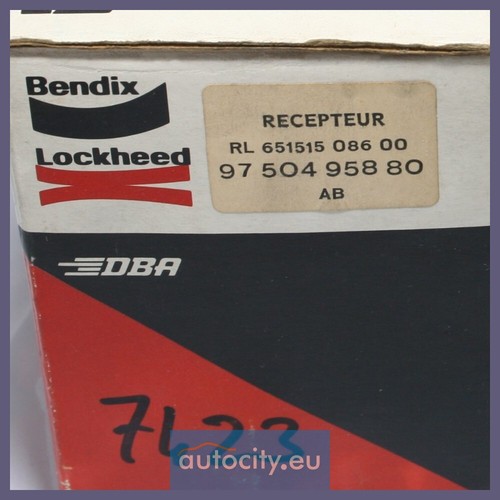 Bendix
Lockheed
RECEPTEUR
RL 651515 086 00
97 504 958 80
AB
DBA
7623
autocity.eu